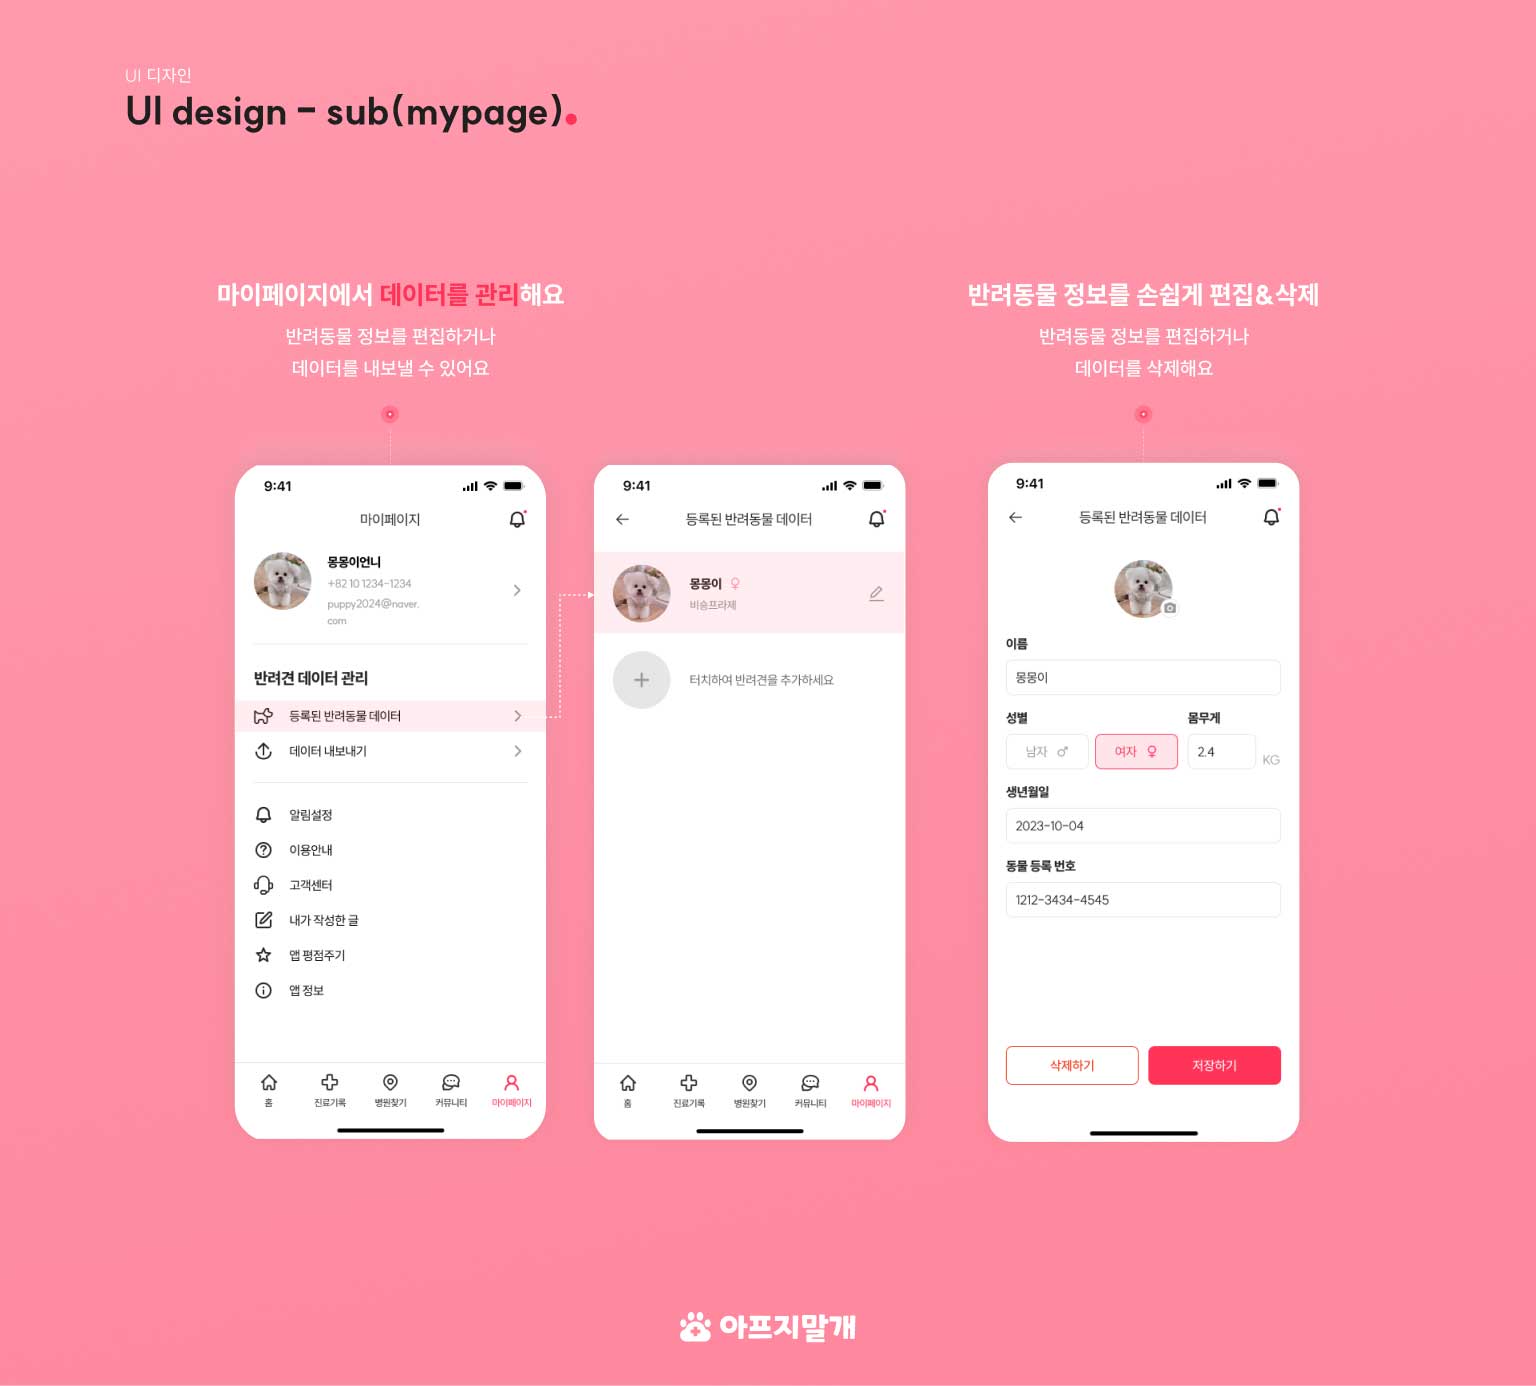 UI 디자인
UI design - sub(mypage).
마이페이지에서 데이터를 관리해요
반려동물 정보를 편집하거나
데이터를 내보낼 수 있어요
반려동물 정보를 손쉽게 편집&삭제
반려동물 정보를 편집하거나
데이터를 삭제해요
9:41
마이페이지
몽몽이언니
+82 10 1234-1234
puppy2024@naver.
com
반려견 데이터 관리
등록된 반려동물 데이터
데이터 내보내기
알림설정
이용안내
고객센터
내가 작성한 글
앱 평점주기
앱 정보
홈
진료기록
병원찾기
커뮤니티
마이페이지
9:41
등록된 반려동물 데이터
몽몽이
비숑프라제
터치하여 반려견을 추가하세요
홈
진료기록
병원찾기
커뮤니티
마이페이지
9:41
등록된 반려동물 데이터
이름
몽몽이
성별 몸무게
남자 여자 2.4 KG
생년월일
2023-10-04
동물 등록 번호
1212-3434-4545
삭제하기 저장하기
아프지말개